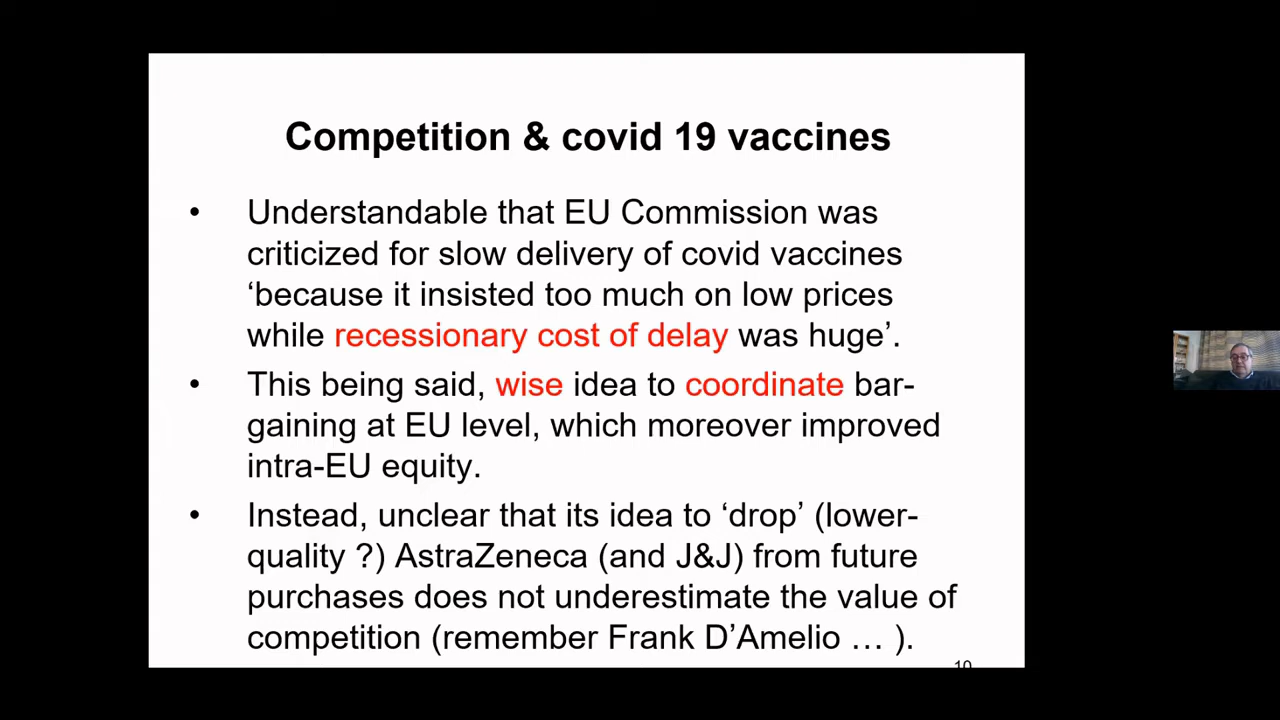 Competition & covid 19 vaccines
• Understandable that EU Commission was
criticized for slow delivery of covid vaccines
‘because it insisted too much on low prices
while recessionary cost of delay was huge’.
• This being said, wise idea to coordinate bar-
gaining at EU level, which moreover improved
intra-EU equity.
• Instead, unclear that its idea to ‘drop’ (lower-
quality ?) AstraZeneca (and J&J) from future
purchases does not underestimate the value of
competition (remember Frank D’Amelio … ).
10